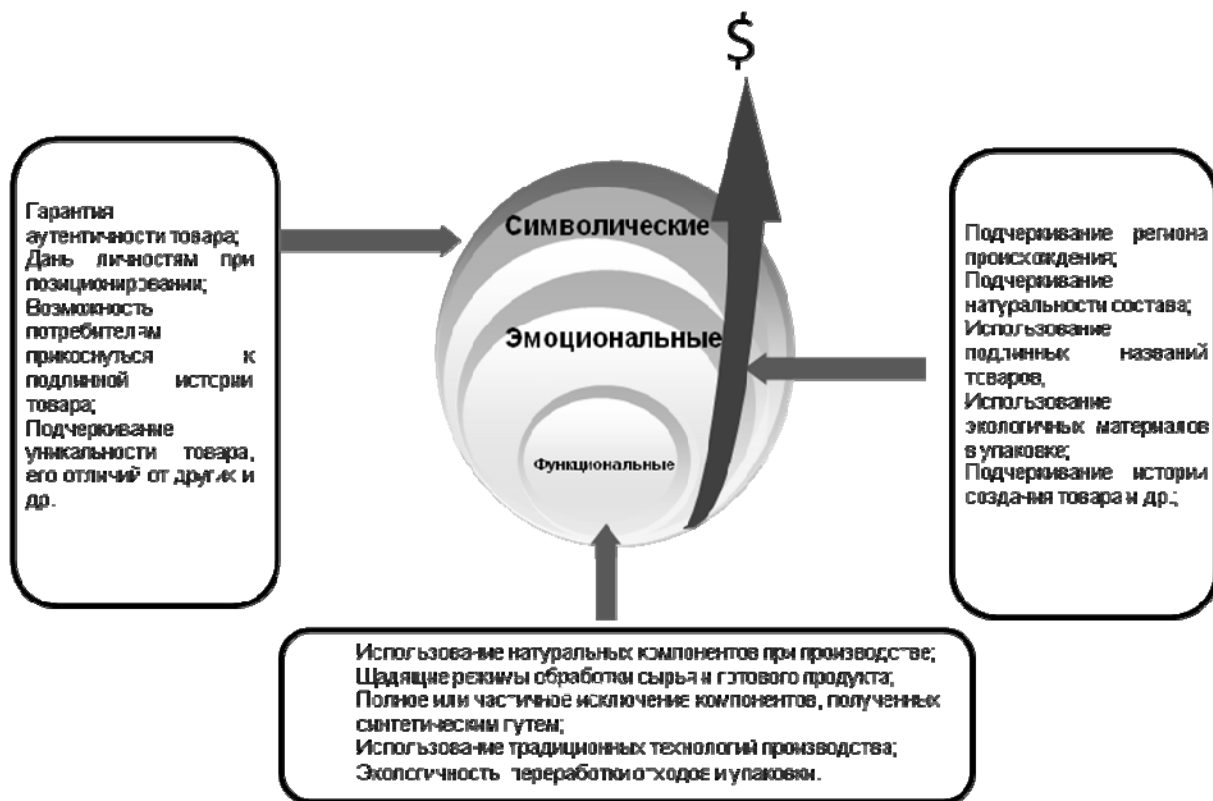 $
Гарантия
аутентичности товара;
Дань личностям при
позиционировании;
Возможность
потребителям
прикоснуться к
подлинной истории
товара;
Подчеркивание
уникальности товара,
его отличий от других и
др.
Символические
Эмоциональные
Функциональные
Подчеркивание региона
происхождения;
Подчеркивание
натуральности состава;
Использование
подлинных названий
товаров,
Использование
экологичных материалов
в упаковке;
Подчеркивание истории
создания товара и др.;
Использование натуральных компонентов при производстве;
Щадящие режимы обработки сырья и готового продукта;
Полное или частичное исключение компонентов, полученных
синтетическим путем;
Использование традиционных технологий производства;
Экологичность переработки отходов и упаковки.